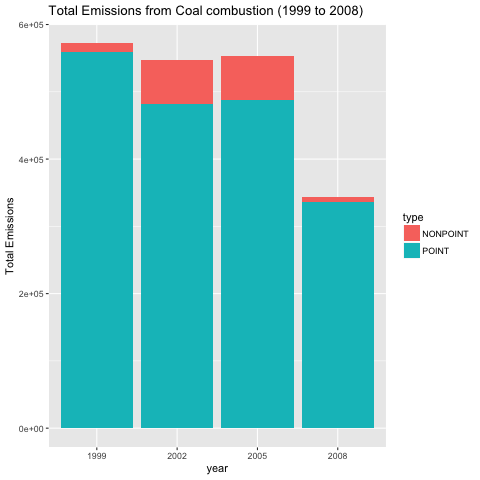 Total Emissions from Coal combustion (1999 to 2008)
6e+05
4e+05
2e+05
0e+00
Total Emissions
1999 2002 2005 2008
year
type
NONPOINT
POINT